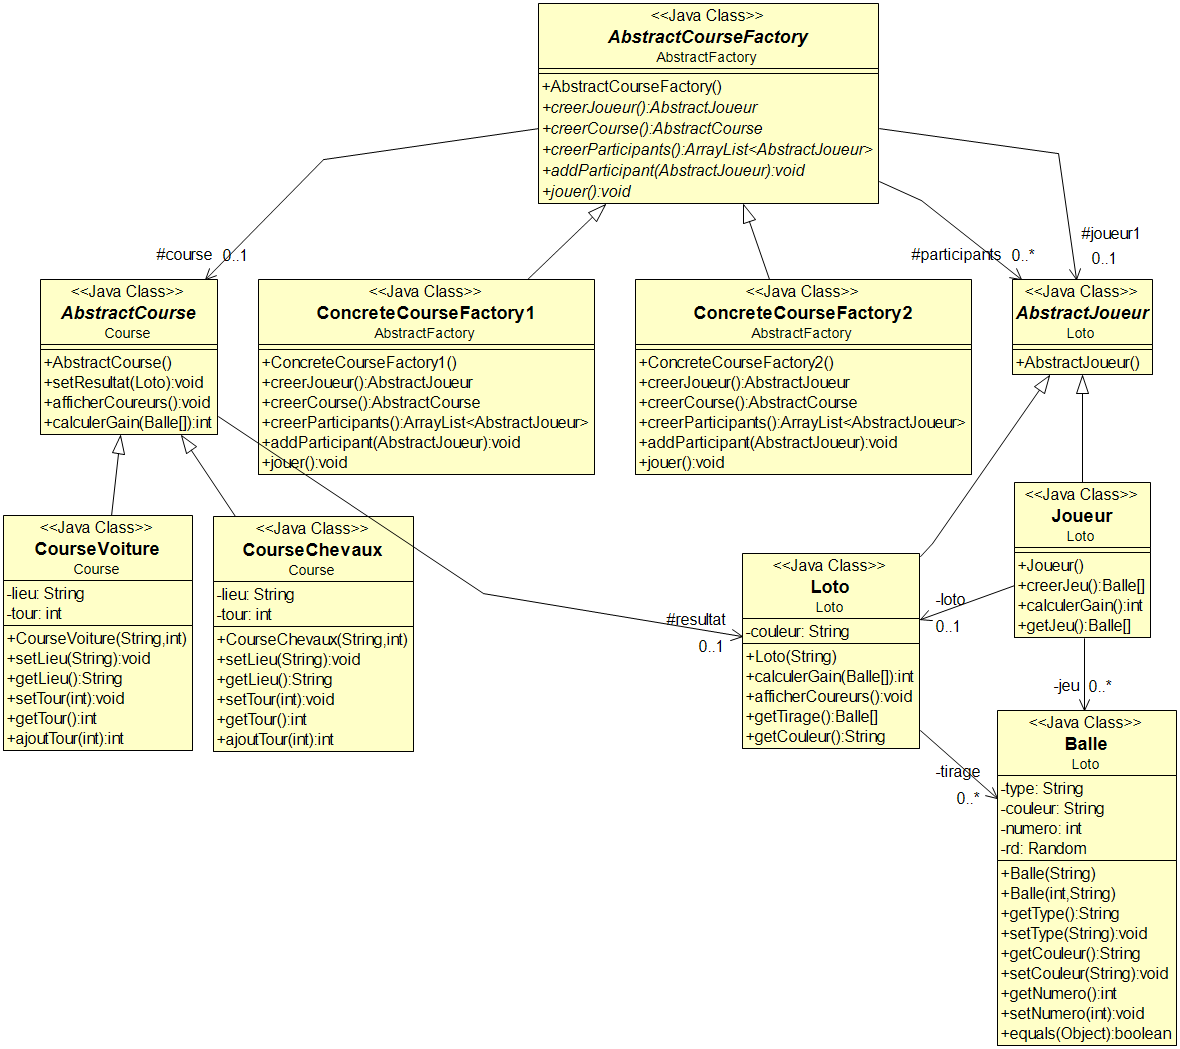 <<Java Class>>
AbstractCourseFactory
AbstractFactory
+AbstractCourseFactory()
+creerJoueur():AbstractJoueur
+creerCourse():AbstractCourse
+creerParticipants():ArrayList<AbstractJoueur>
+addParticipant(AbstractJoueur):void
+jouer():void
#course 0..1
#participants 0..*
#joueur1
0..1
<<Java Class>>
AbstractCourse
Course
+AbstractCourse()
+setResultat(Loto):void
+afficherCoureurs():void
+calculerGain(Balle[]):int
<<Java Class>>
ConcreteCourseFactory1
AbstractFactory
+ConcreteCourseFactory1()
+creerJoueur():AbstractJoueur
+creerCourse():AbstractCourse
+creerParticipants():ArrayList<AbstractJoueur>
+addParticipant(AbstractJoueur):void
+jouer():void
<<Java Class>>
ConcreteCourseFactory2
AbstractFactory
+ConcreteCourseFactory2()
+creerJoueur():AbstractJoueur
+creerCourse():AbstractCourse
+creerParticipants():ArrayList<AbstractJoueur>
+addParticipant(AbstractJoueur):void
+jouer():void
<<Java Class>>
AbstractJoueur
Loto
+AbstractJoueur()
<<Java Class>>
CourseVoiture
Course
-lieu: String
-tour: int
+CourseVoiture(String,int)
+setLieu(String):void
+getLieu():String
+setTour(int):void
+getTour():int
+ajoutTour(int):int
<<Java Class>>
CourseChevaux
Course
-lieu: String
-tour: int
+CourseChevaux(String,int)
+setLieu(String):void
+getLieu():String
+setTour(int):void
+getTour():int
+ajoutTour(int):int
#resultat
0..1
<<Java Class>>
Loto
Loto
-couleur: String
+Loto(String)
+calculerGain(Balle[]):int
+afficherCoureurs():void
+getTirage():Balle[]
+getCouleur():String
-loto
0..1
<<Java Class>>
Joueur
Loto
+Joueur()
+creerJeu():Balle[]
+calculerGain():int
+getJeu():Balle[]
-jeu 0..*
-tirage
0..*
<<Java Class>>
Balle
Loto
-type: String
-couleur: String
-numero: int
-rd: Random
+Balle(String)
+Balle(int,String)
+getType():String
+setType(String):void
+getCouleur():String
+setCouleur(String):void
+getNumero():int
+setNumero(int):void
+equals(Object):boolean